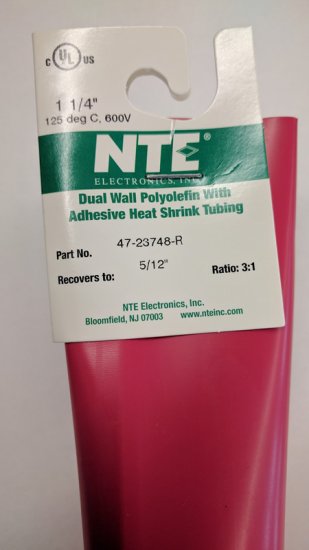 C UL US
1 1/4"
125 deg C, 600V
NTE®
ELECTRONICS, INC.
Dual Wall Polyolefin With
Adhesive Heat Shrink Tubing
Part No. 47-23748-R
Recovers to: 5/12" Ratio: 3:1
NTE Electronics, Inc.
Bloomfield, NJ 07003 www.nteinc.com